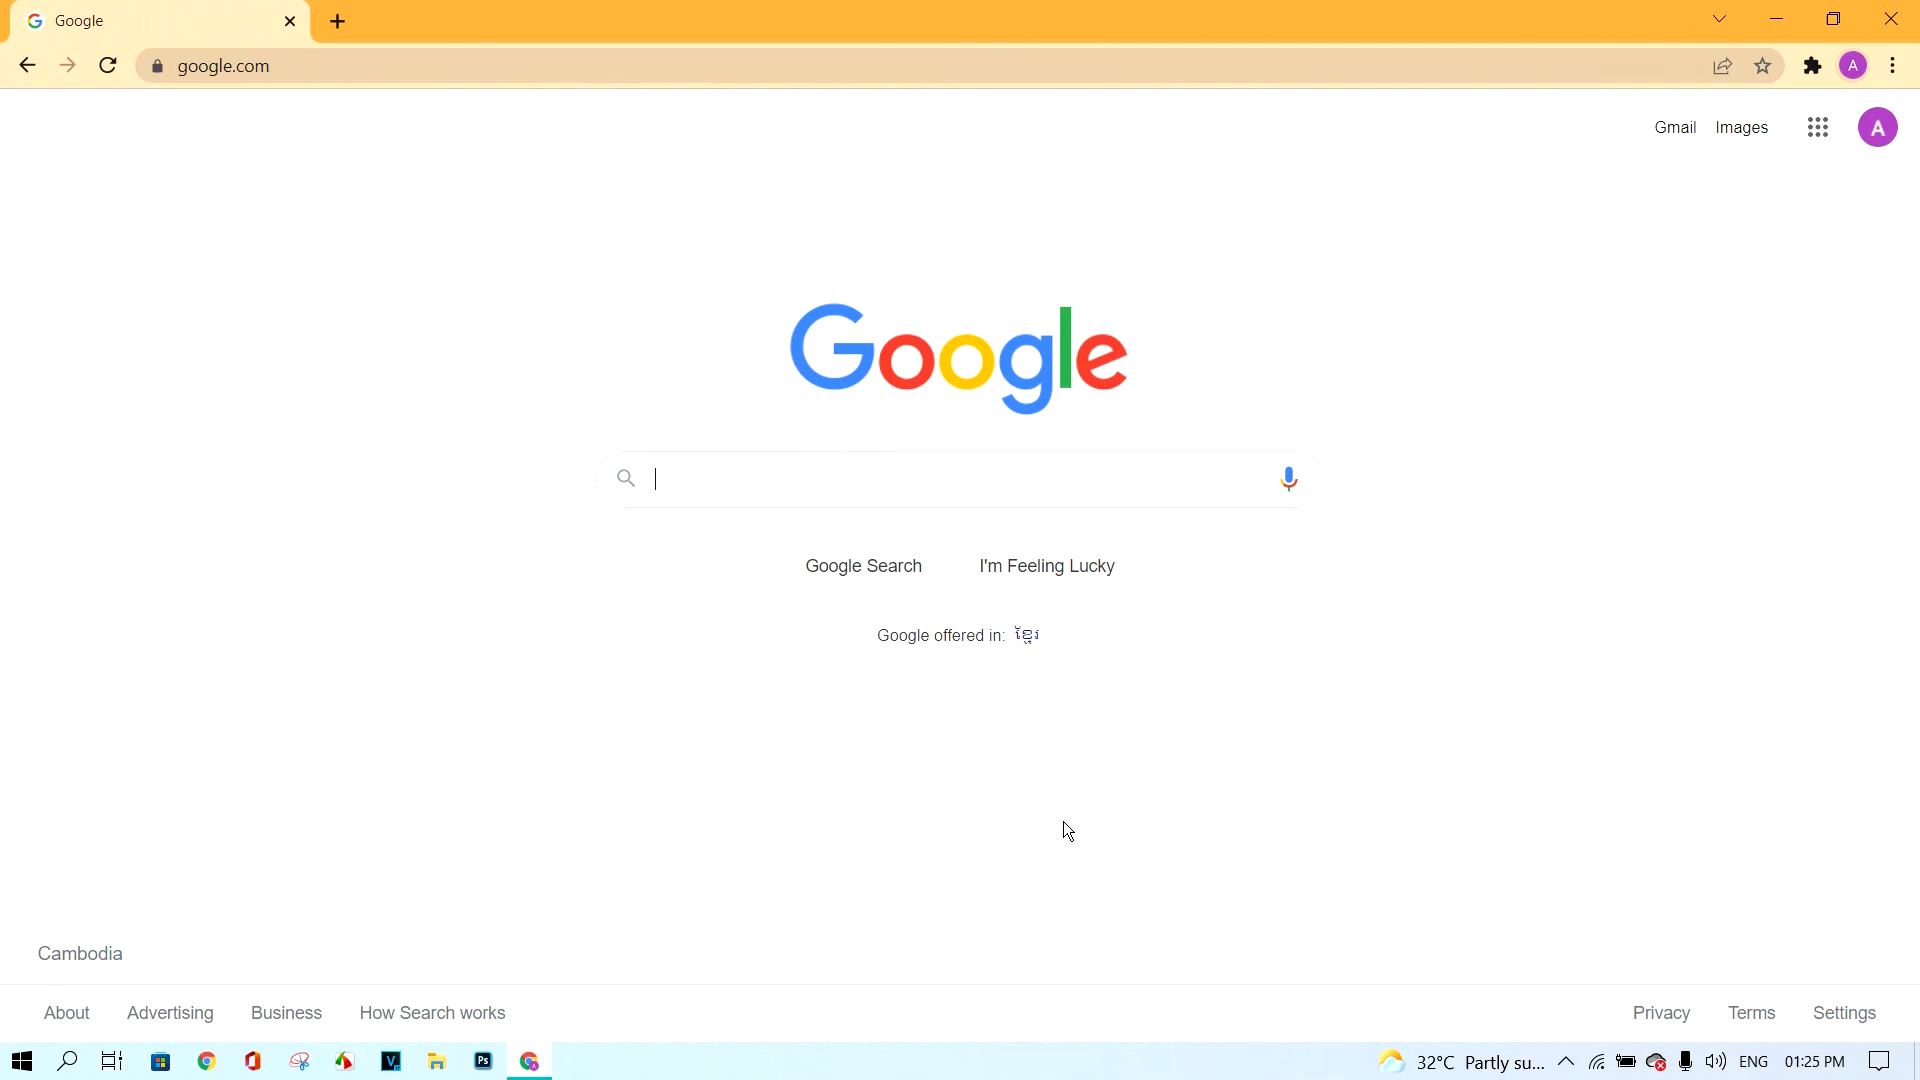 Google
google.com
A
Gmail
Images
A
Google
Google Search
I'm Feeling Lucky
Google offered in: ខ្មែរ
Cambodia
About
Advertising
Business
How Search works
Privacy
Terms
Settings
Ps
32°C Partly su...
ENG
01:25 PM